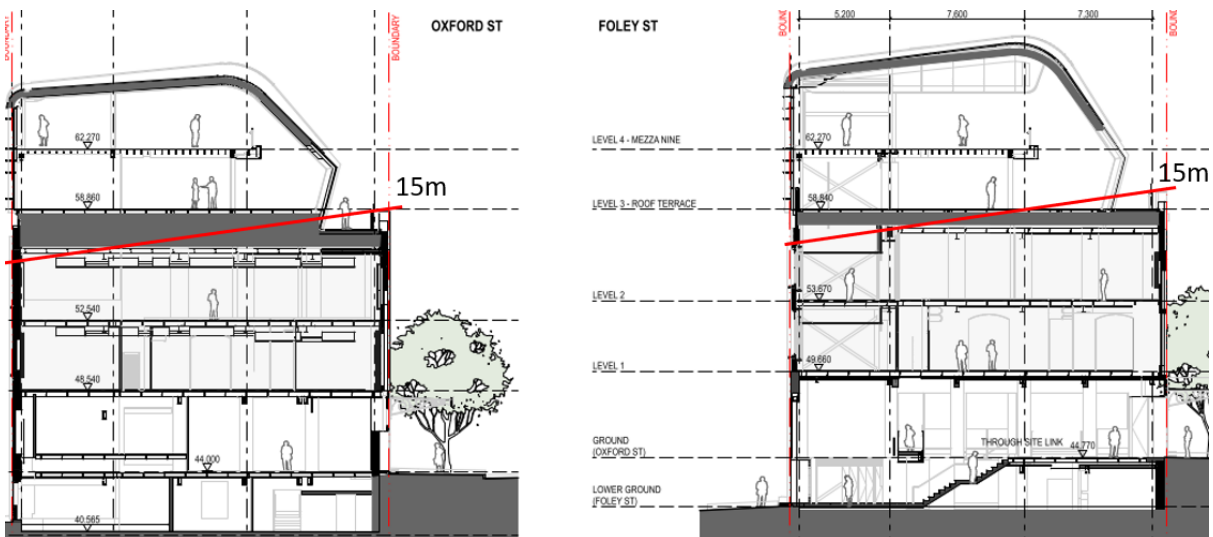 OXFORD ST
BOUNDARY
62.270
58.860
15m
52.540
48.540
44.000
40.565
FOLEY ST
5,200
7,600
7,300
LEVEL 4 - MEZZA NINE
62,270
LEVEL 3 - ROOF TERRACE
58.840
15m
LEVEL 2
53.670
LEVEL 1
49.660
GROUND
(OXFORD ST)
THROUGH SITE LINK
44.770
LOWER GROUND
(FOLEY ST)